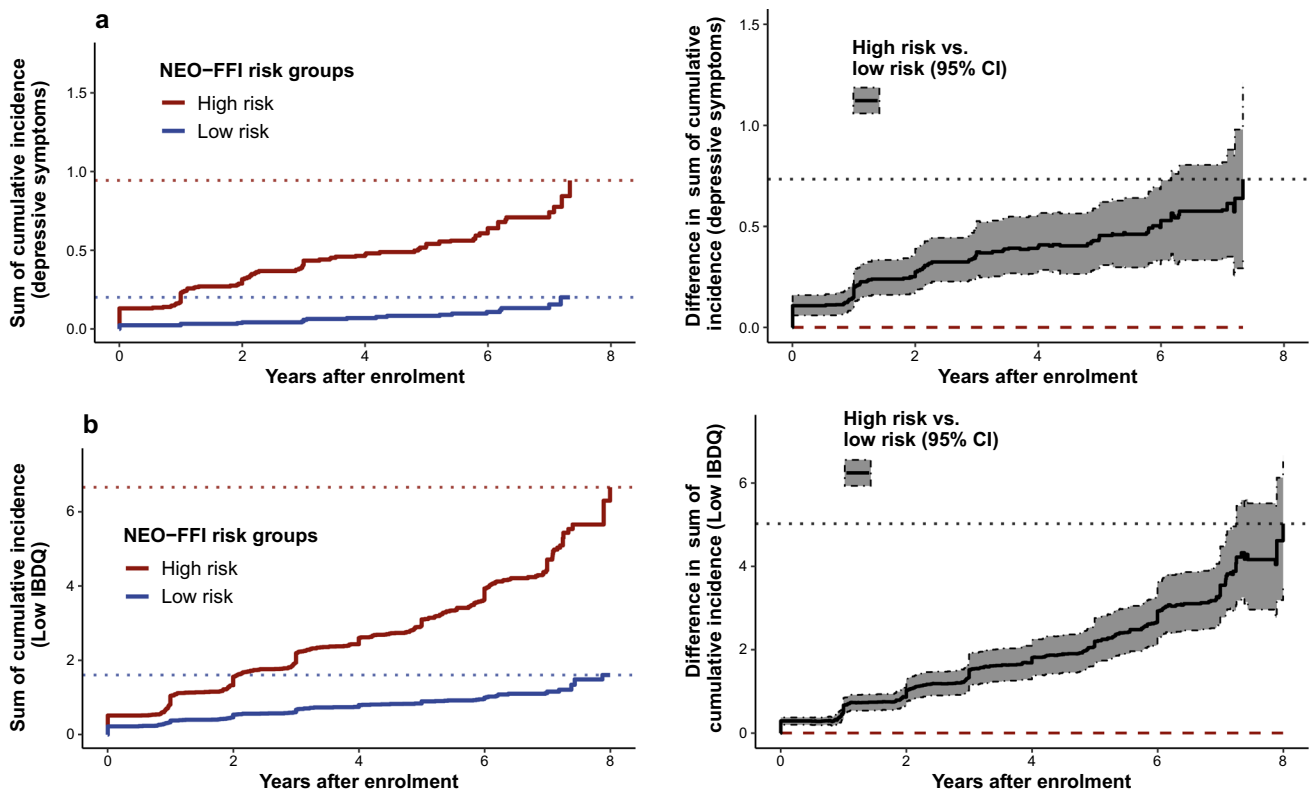 a
Sum of cumulative incidence
(depressive symptoms)
1.5
1.0
0.5
0.0
NEO−FFI risk groups
High risk
Low risk
0 2 4 6 8
Years after enrolment
Difference in sum of cumulative
incidence (depressive symptoms)
1.5
1.0
0.5
0.0
High risk vs.
low risk (95% CI)
0 2 4 6 8
Years after enrolment
b
Sum of cumulative incidence
(Low IBDQ)
6
4
2
0
NEO−FFI risk groups
High risk
Low risk
0 2 4 6 8
Years after enrolment
Difference in sum of
cumulative incidence (Low IBDQ)
6
4
2
0
High risk vs.
low risk (95% CI)
0 2 4 6 8
Years after enrolment